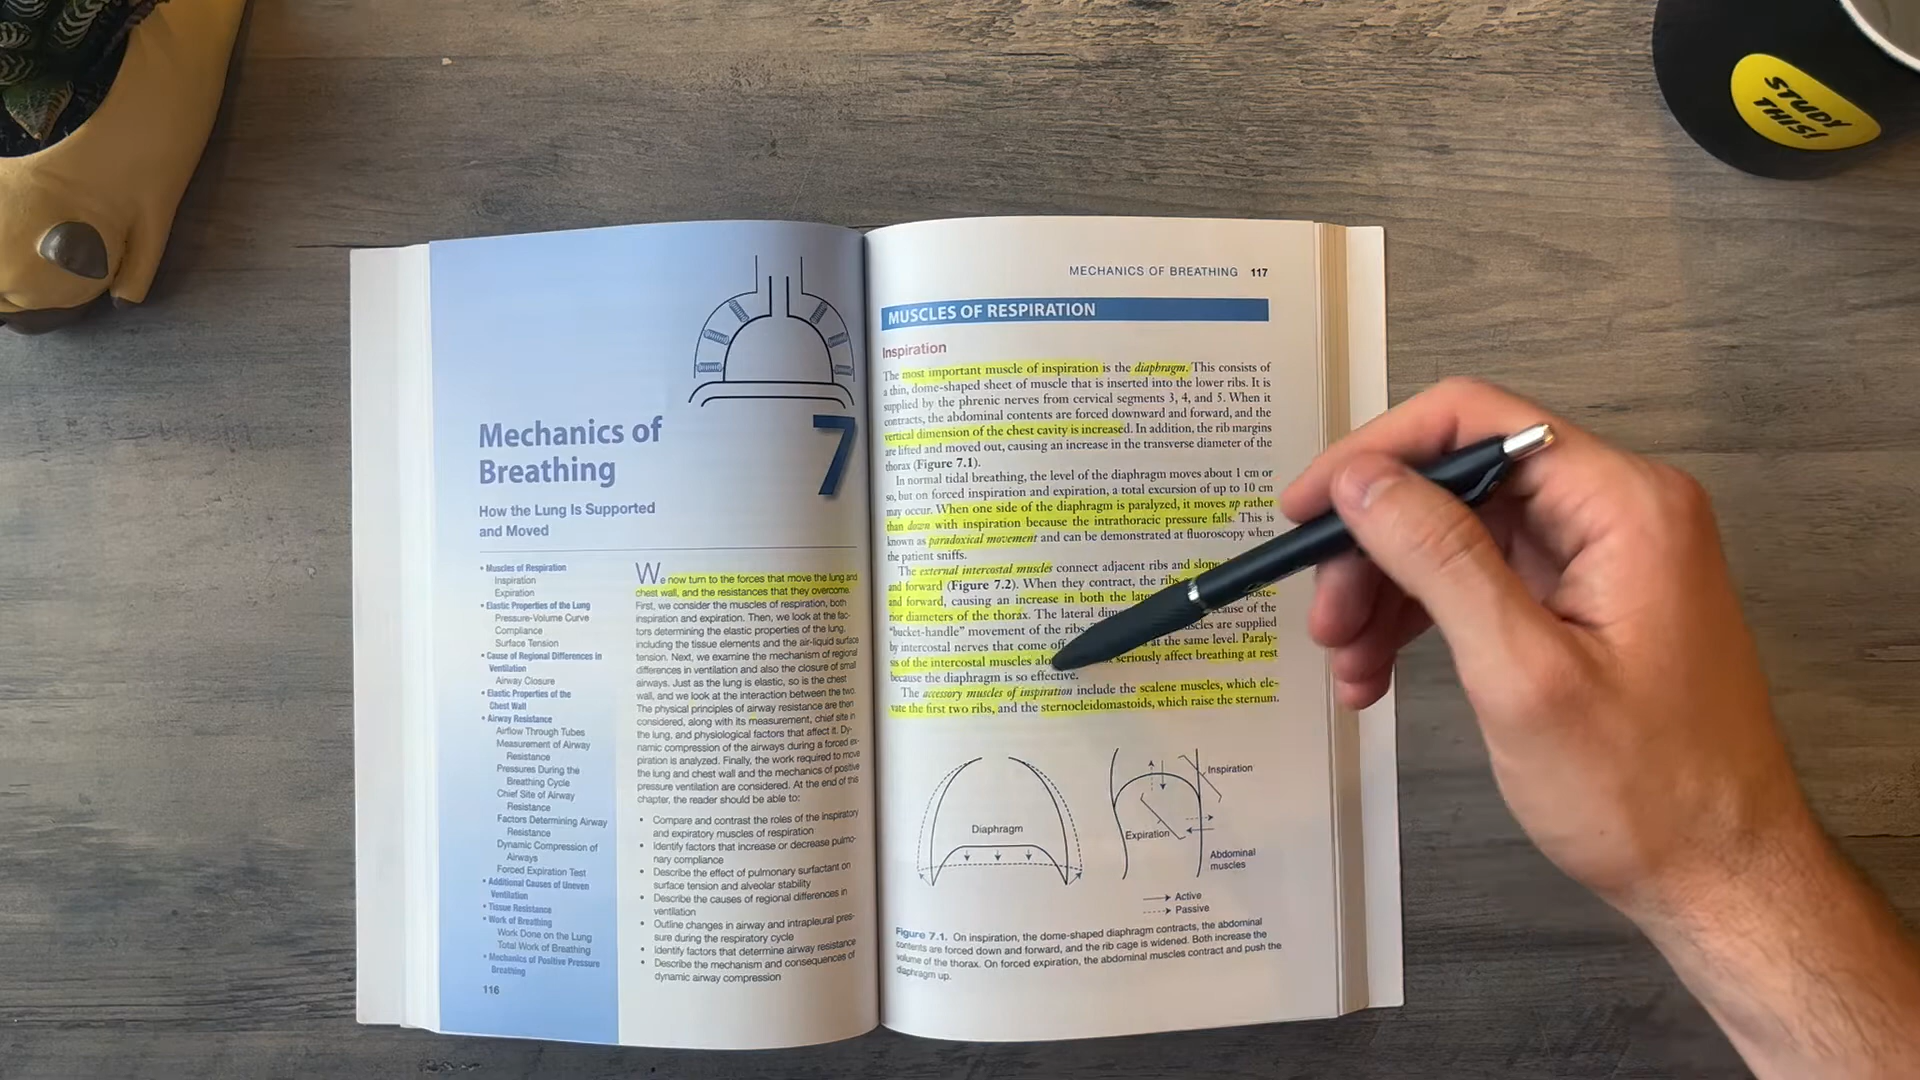 STUDY
THIS!
Mechanics of
Breathing
7
How the Lung Is Supported
and Moved
• Muscles of Respiration
Inspiration
Expiration
• Elastic Properties of the Lung
Pressure-Volume Curve
Compliance
Surface Tension
• Cause of Regional Differences in
Ventilation
Airway Closure
• Elastic Properties of the
Chest Wall
• Airway Resistance
Airflow Through Tubes
Measurement of Airway
Resistance
Pressures During the
Breathing Cycle
Chief Site of Airway
Resistance
Factors Determining Airway
Resistance
Dynamic Compression of
Airways
Forced Expiration Test
• Additional Causes of Uneven
Ventilation
• Tissue Resistance
• Work of Breathing
Work Done on the Lung
Total Work of Breathing
• Mechanics of Positive Pressure
Breathing
116
We now turn to the forces that move the lung and
chest wall, and the resistances that they overcome.
First, we consider the muscles of respiration, both
inspiration and expiration. Then, we look at the fac-
tors determining the elastic properties of the lung,
including the tissue elements and the air-liquid surface
tension. Next, we examine the mechanism of regional
differences in ventilation and also the closure of small
airways. Just as the lung is elastic, so is the chest
wall, and we look at the interaction between the two.
The physical principles of airway resistance are then
considered, along with its measurement, chief site in
the lung, and physiological factors that affect it. Dy-
namic compression of the airways during a forced ex-
piration is analyzed. Finally, the work required to move
the lung and chest wall and the mechanics of positive
pressure ventilation are considered. At the end of this
chapter, the reader should be able to:
• Compare and contrast the roles of the inspiratory
and expiratory muscles of respiration
• Identify factors that increase or decrease pulmo-
nary compliance
• Describe the effect of pulmonary surfactant on
surface tension and alveolar stability
• Describe the causes of regional differences in
ventilation
• Outline changes in airway and intrapleural pres-
sure during the respiratory cycle
• Identify factors that determine airway resistance
• Describe the mechanism and consequences of
dynamic airway compression
MECHANICS OF BREATHING 117
MUSCLES OF RESPIRATION
Inspiration
The most important muscle of inspiration is the diaphragm. This consists of
a thin, dome-shaped sheet of muscle that is inserted into the lower ribs. It is
supplied by the phrenic nerves from cervical segments 3, 4, and 5. When it
contracts, the abdominal contents are forced downward and forward, and the
vertical dimension of the chest cavity is increased. In addition, the rib margins
are lifted and moved out, causing an increase in the transverse diameter of the
thorax (Figure 7.1).
In normal tidal breathing, the level of the diaphragm moves about 1 cm or
so, but on forced inspiration and expiration, a total excursion of up to 10 cm
may occur. When one side of the diaphragm is paralyzed, it moves up rather
than down with inspiration because the intrathoracic pressure falls. This is
known as paradoxical movement and can be demonstrated at fluoroscopy when
the patient sniffs.
The external intercostal muscles connect adjacent ribs and slope
and forward (Figure 7.2). When they contract, the ribs
and forward, causing an increase in both the
nor diameters of the thorax. The lateral because of the
"bucket-handle" movement of the ribs. are supplied
by intercostal nerves that come off at the same level. Paraly-
sis of the intercostal muscles seriously affect breathing at rest
because the diaphragm is so effective.
The accessory muscles of inspiration include the scalene muscles, which ele-
vate the first two ribs, and the sternocleidomastoids, which raise the sternum.
Diaphragm
Inspiration
Expiration
Abdominal
muscles
Active
Passive
Figure 7.1. On inspiration, the dome-shaped diaphragm contracts, the abdominal
contents are forced down and forward, and the rib cage is widened. Both increase the
volume of the thorax. On forced expiration, the abdominal muscles contract and push the
diaphragm up.